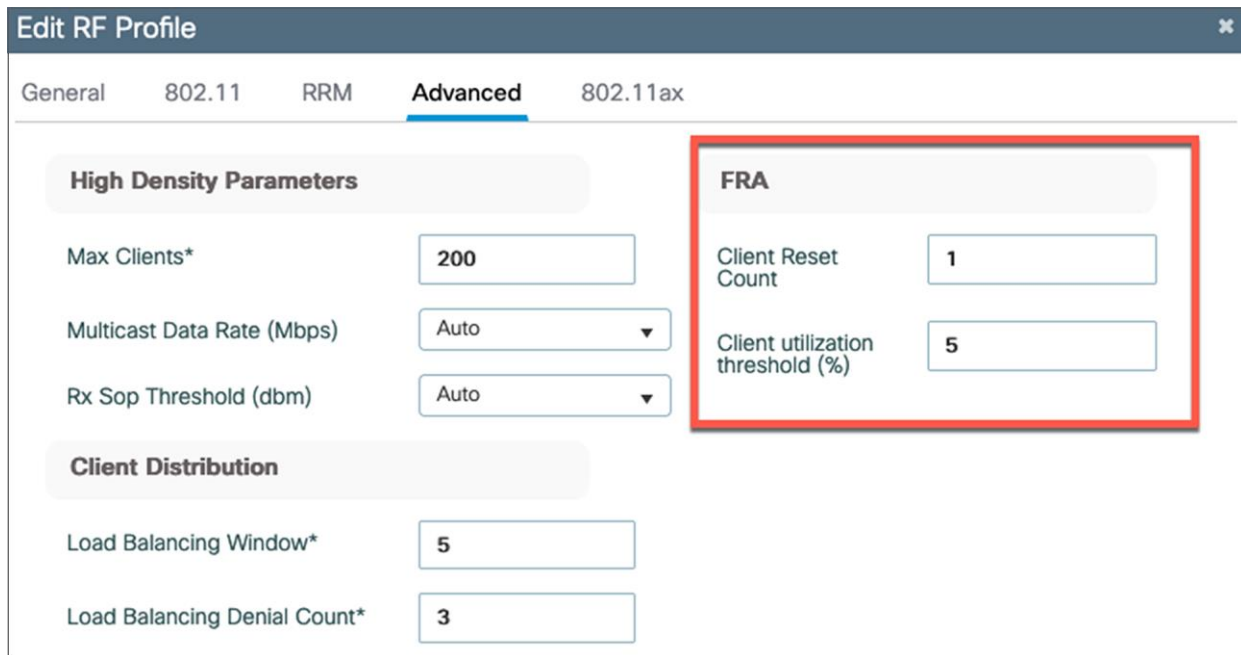 Edit RF Profile
General 802.11 RRM Advanced 802.11ax
High Density Parameters
Max Clients* 200
Multicast Data Rate (Mbps) Auto
Rx Sop Threshold (dbm) Auto
Client Distribution
Load Balancing Window* 5
Load Balancing Denial Count* 3
FRA
Client Reset
Count
1
Client utilization
threshold (%)
5